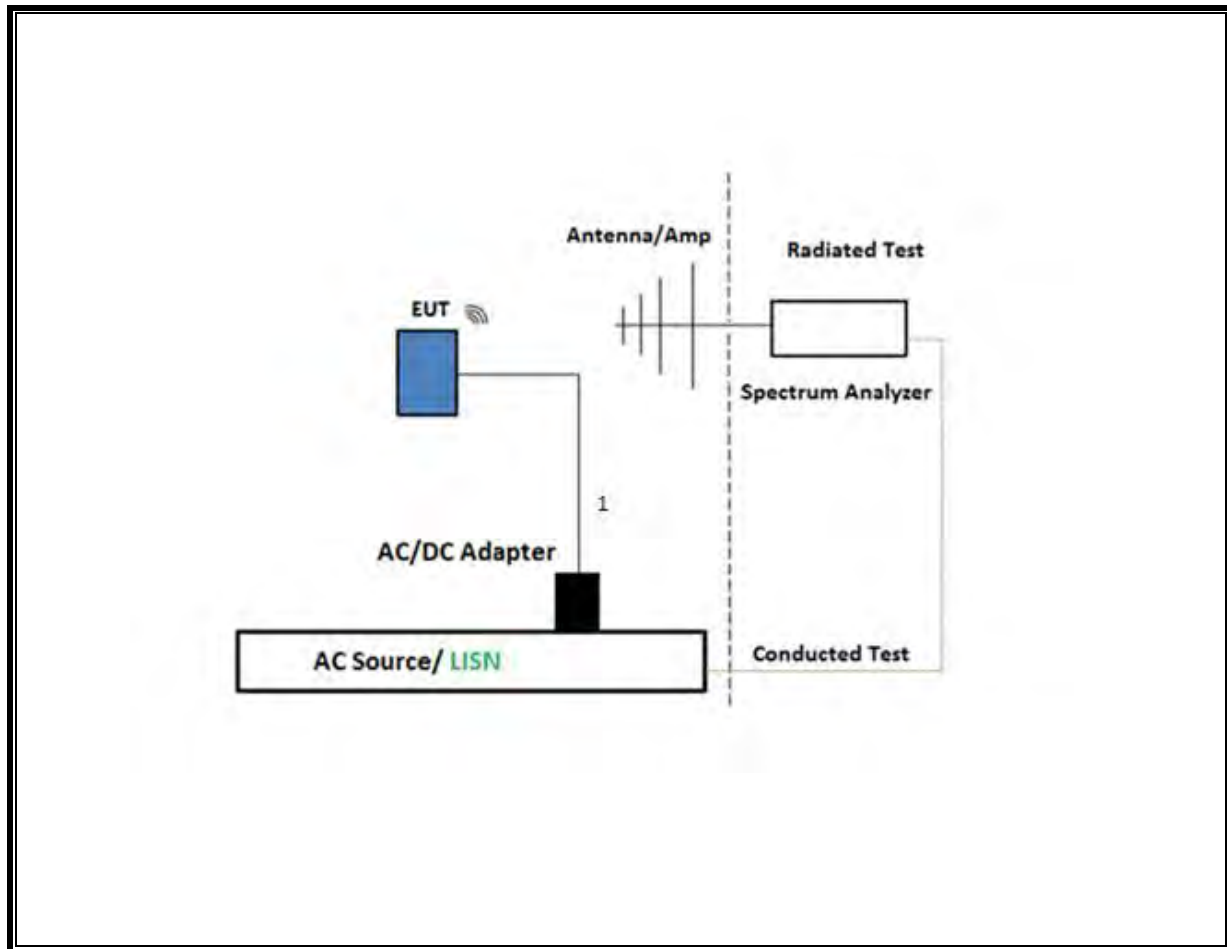 Antenna/Amp
Radiated Test
EUT
Spectrum Analyzer
1
AC/DC Adapter
AC Source/ LISN
Conducted Test